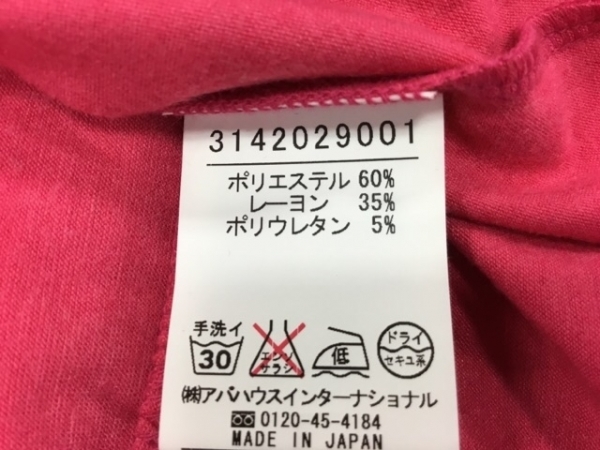 3142029001
ポリエステル 60%
レーヨン 35%
ポリウレタン 5%
手洗イ 30 エンソ サラシ 低 ドライ セキユ系
㈱アバハウスインターナショナル
0120-45-4184
MADE IN JAPAN